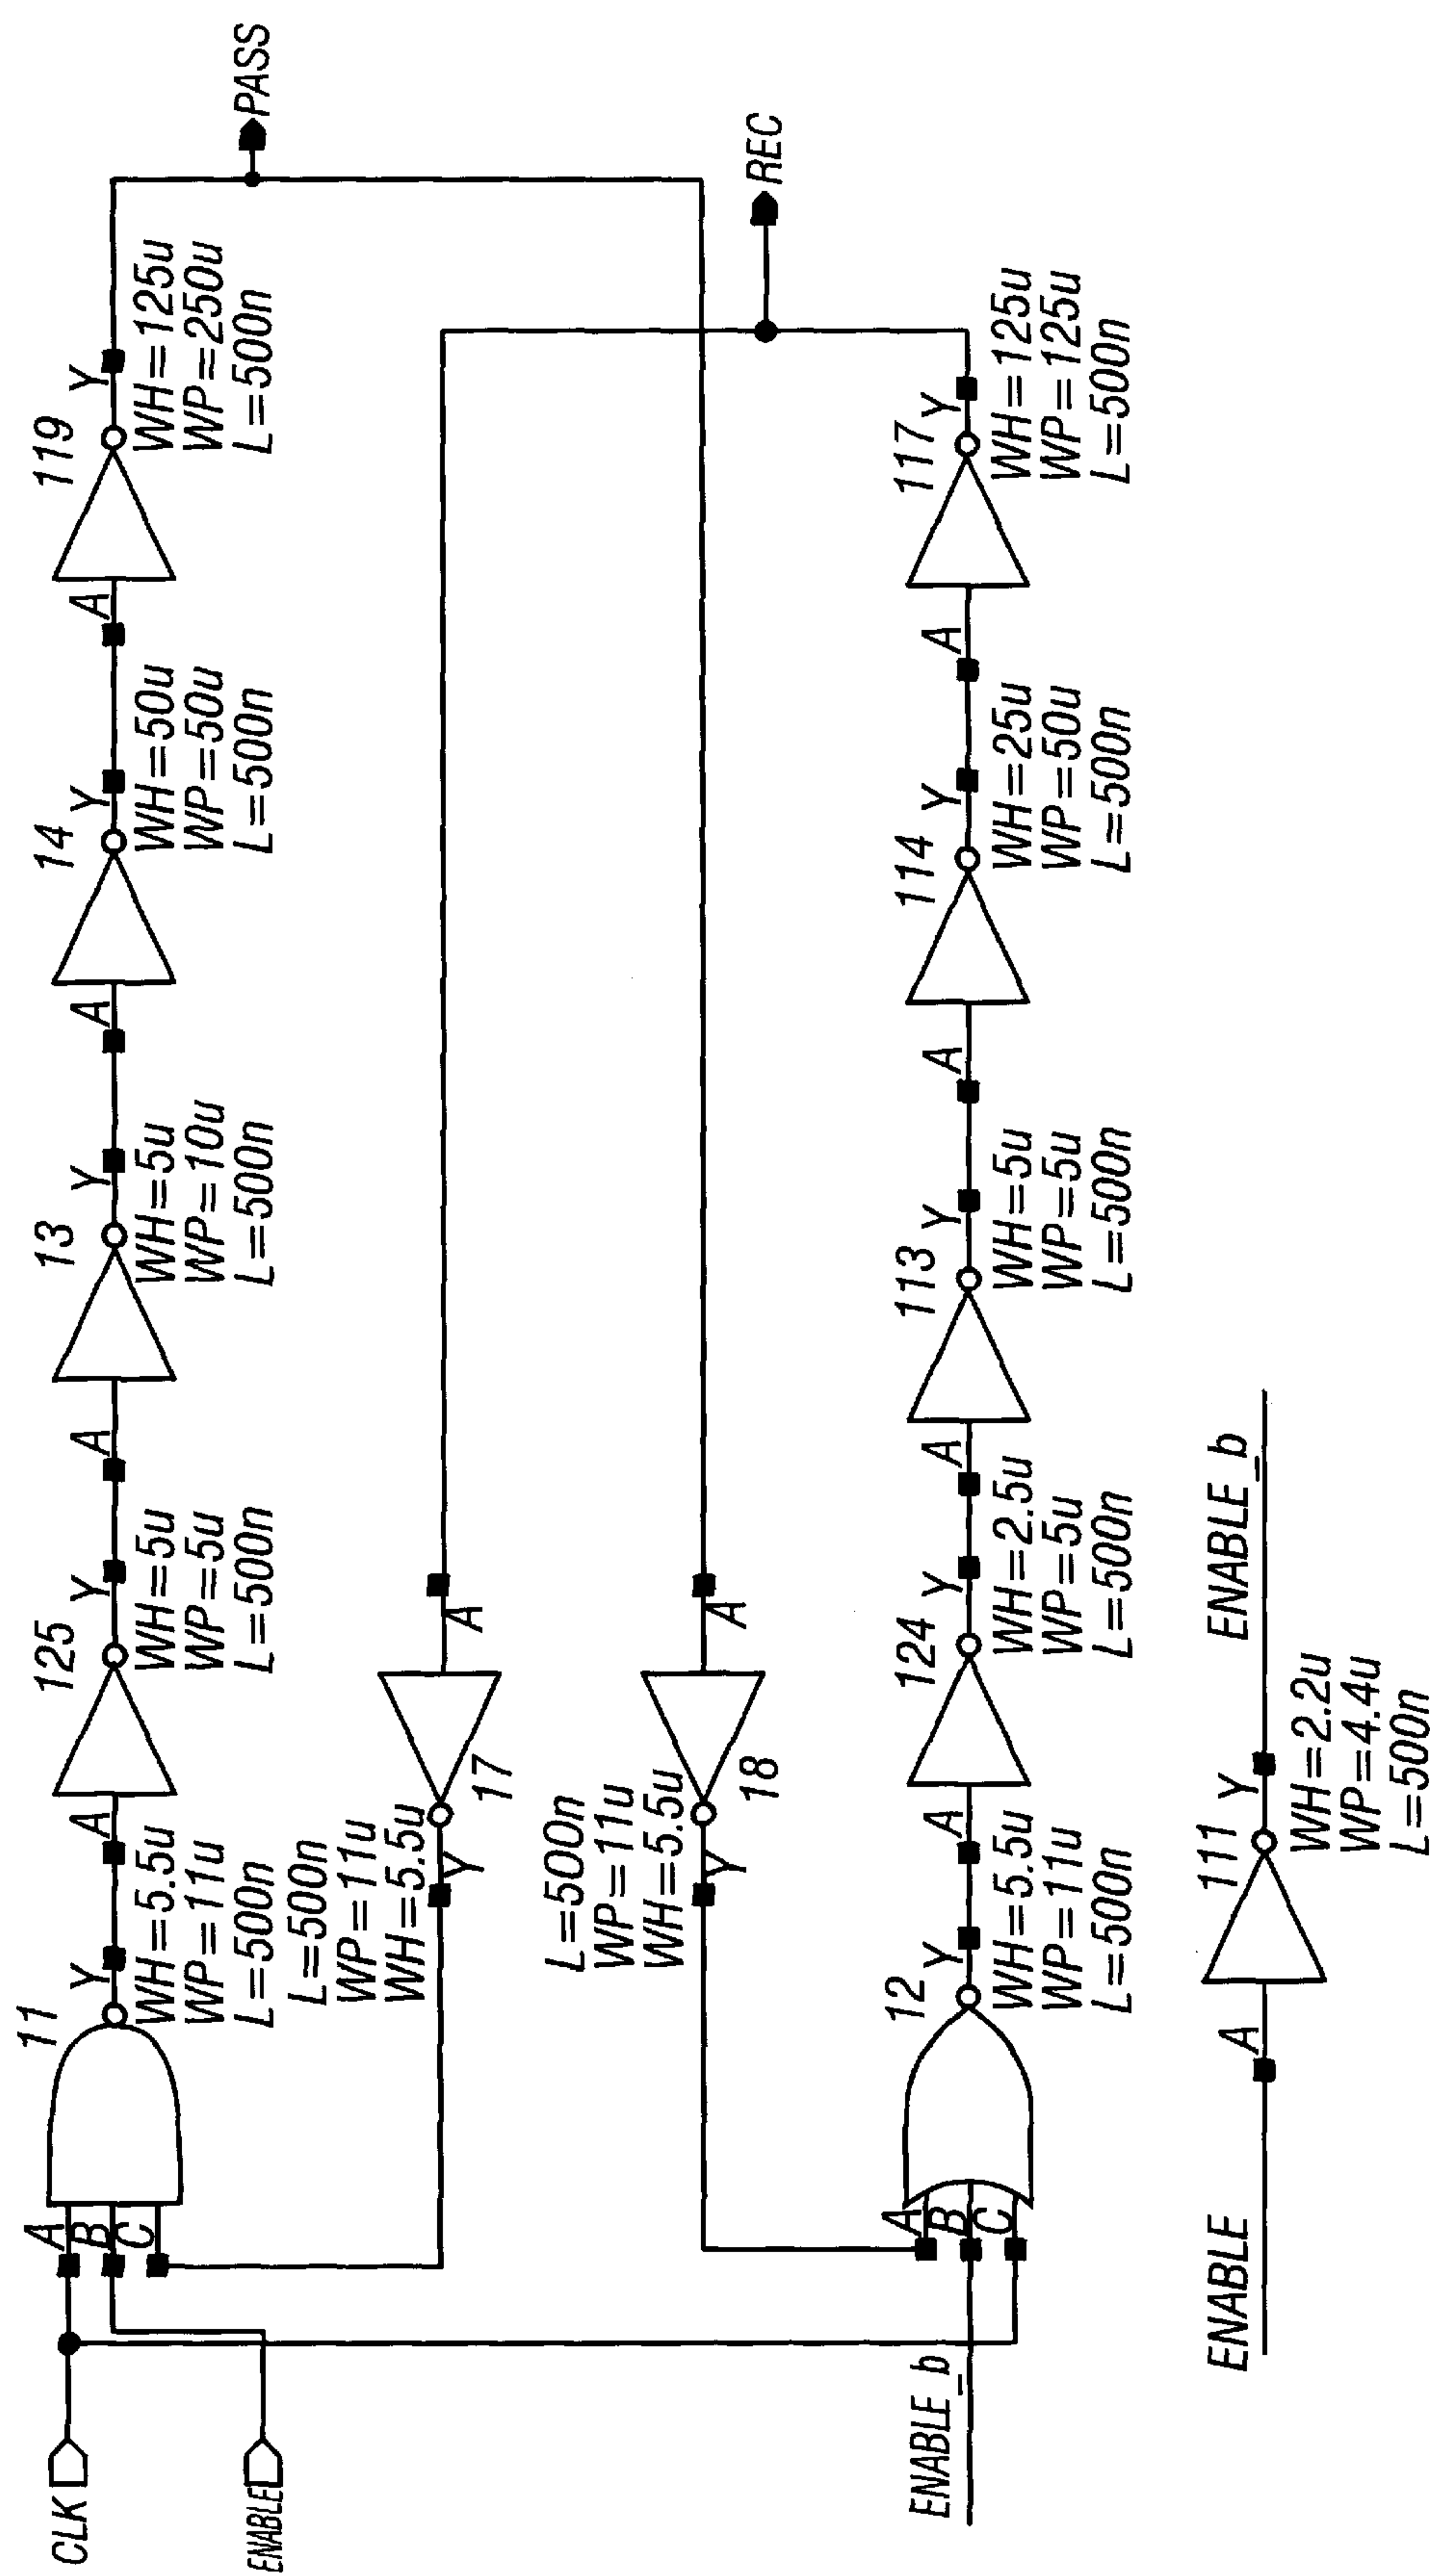 CLK
ENABLE
A
B
C
11
Y
WH=5.5u
WP=11u
L=500n
A
125
Y
WH=5u
WP=5u
L=500n
A
13
Y
WH=5u
WP=10u
L=500n
A
14
Y
WH=50u
WP=50u
L=500n
A
119
Y
WH=125u
WP=250u
L=500n
PASS
L=500n
WP=11u
WH=5.5u
Y
17
A
L=500n
WP=11u
WH=5.5u
Y
18
A
REC
ENABLE_b
A
B
C
12
Y
WH=5.5u
WP=11u
L=500n
A
124
Y
WH=2.5u
WP=5u
L=500n
A
113
Y
WH=5u
WP=5u
L=500n
A
114
Y
WH=25u
WP=50u
L=500n
A
117
Y
WH=125u
WP=125u
L=500n
ENABLE
A
111
Y
WH=2.2u
WP=4.4u
L=500n
ENABLE_b